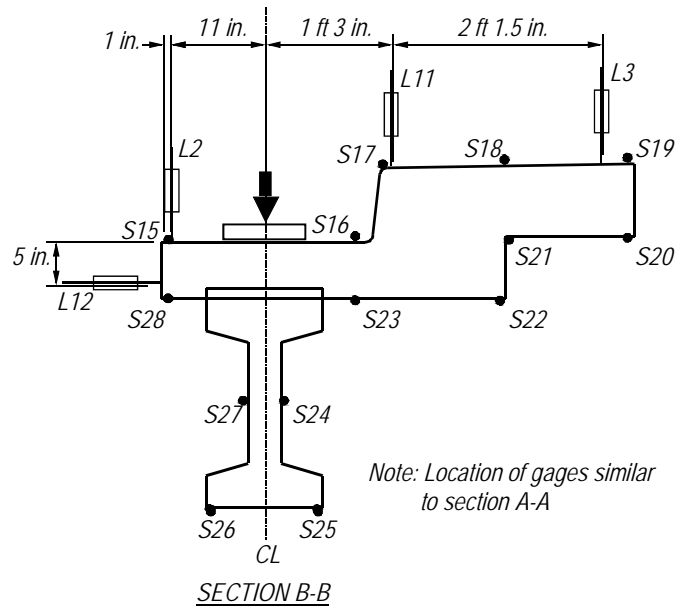 1 in.
11 in.
1 ft 3 in.
2 ft 1.5 in.
L11
L3
L2
S17
S18
S19
S15
S16
5 in.
S21
S20
L12
S28
S23
S22
S27
S24
Note: Location of gages similar
to section A-A
S26
S25
CL
SECTION B-B